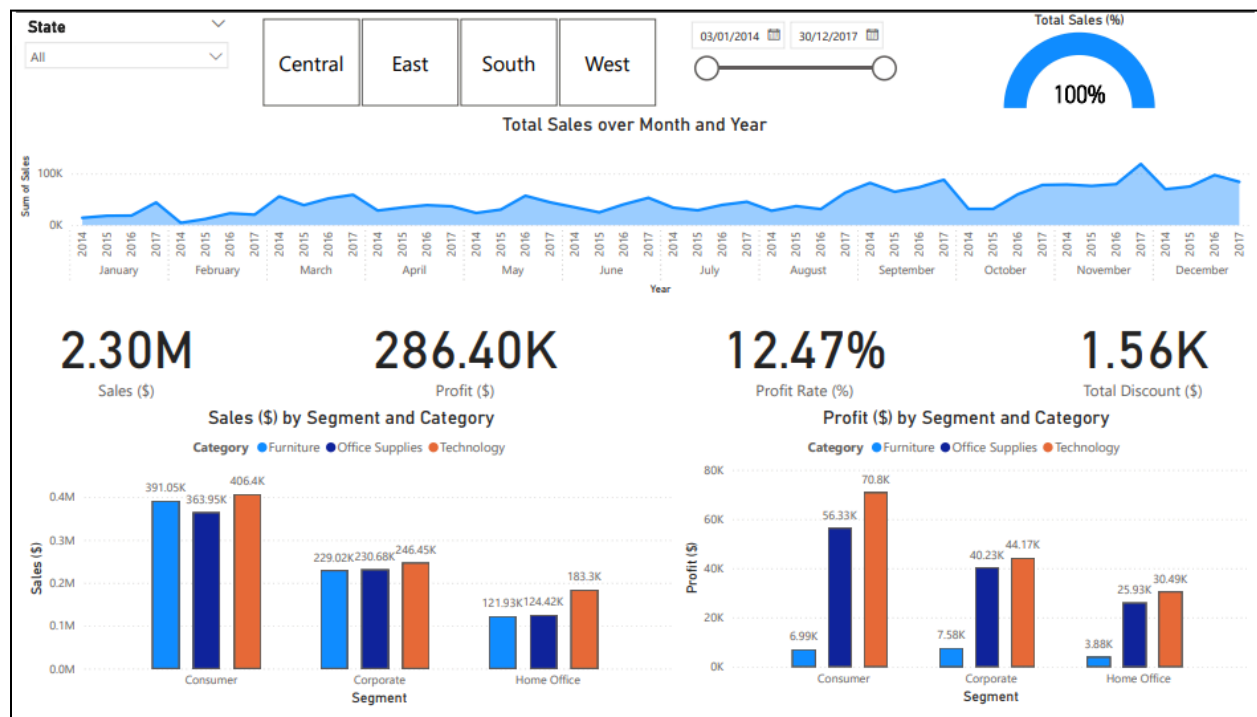 State
All
Central East South West
03/01/2014 30/12/2017
Total Sales (%)
100%
Total Sales over Month and Year
Sum of Sales
100K
0K
2014 2015 2016 2017 2014 2015 2016 2017 2014 2015 2016 2017 2014 2015 2016 2017 2014 2015 2016 2017 2014 2015 2016 2017 2014 2015 2016 2017 2014 2015 2016 2017 2014 2015 2016 2017 2014 2015 2016 2017 2014 2015 2016 2017 2014 2015 2016 2017
January February March April May June July August September October November December
Year
2.30M 286.40K 12.47% 1.56K
Sales ($) Profit ($) Profit Rate (%) Total Discount ($)
Sales ($) by Segment and Category
Category Furniture Office Supplies Technology
Sales ($)
0.4M
0.3M
0.2M
0.1M
0.0M
391.05K 363.95K 406.4K
229.02K 230.68K 246.45K
121.93K 124.42K 183.3K
Consumer Corporate Home Office
Segment
Profit ($) by Segment and Category
Category Furniture Office Supplies Technology
Profit ($)
80K
60K
40K
20K
0K
6.99K 56.33K 70.8K
7.58K 40.23K 44.17K
3.88K 25.93K 30.49K
Consumer Corporate Home Office
Segment